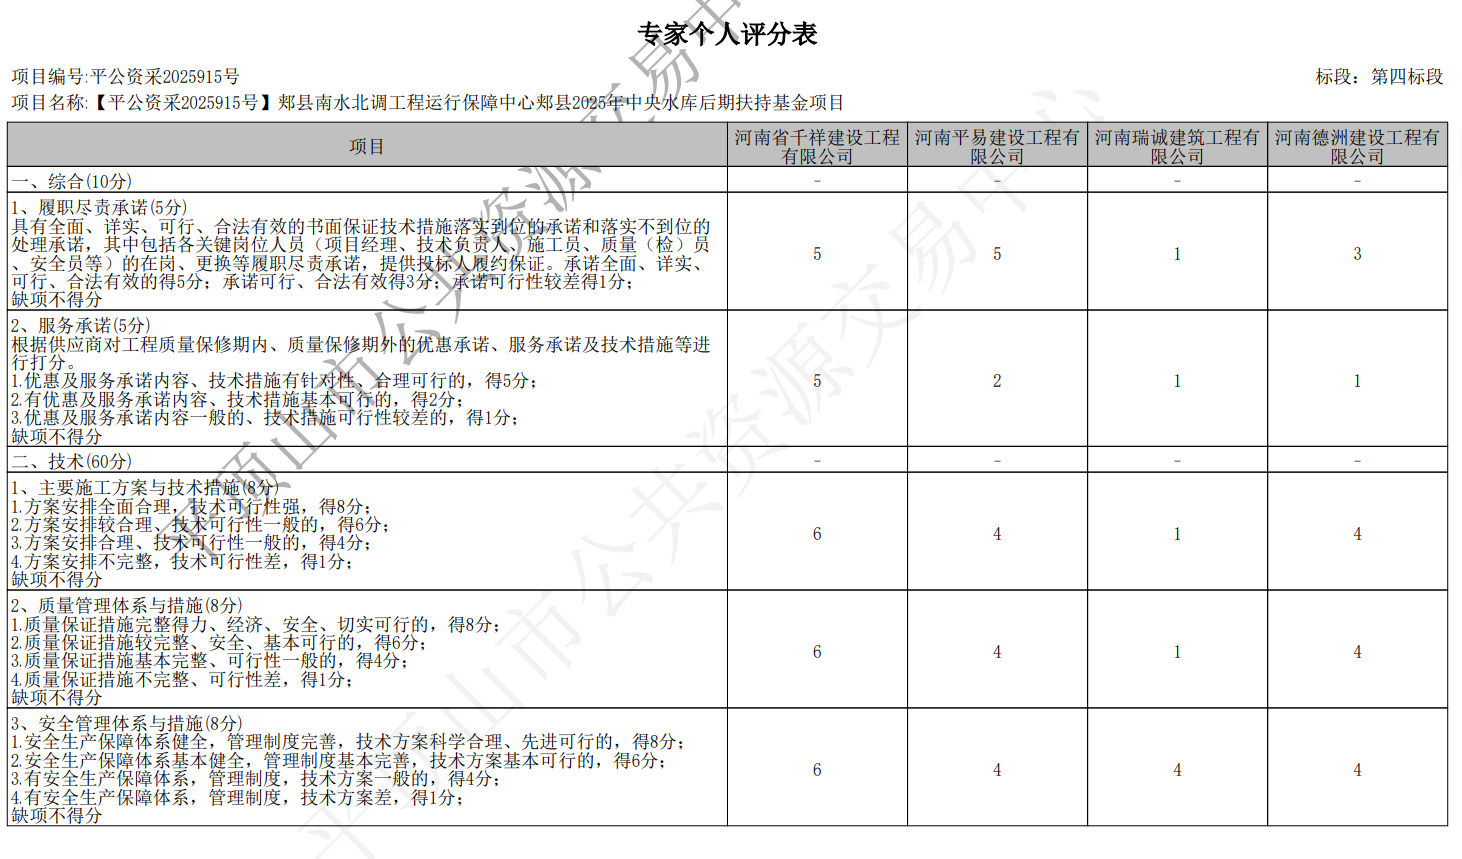 专家个人评分表
项目编号:平公资采2025915号
标段：第四标段
项目名称:【平公资采2025915号】郏县南水北调工程运行保障中心郏县2025年中央水库后期扶持基金项目
项目
河南省千祥建设工程有限公司
河南平易建设工程有限公司
河南瑞诚建筑工程有限公司
河南德洲建设工程有限公司
一、综合(10分)
- - - -
1、履职尽责承诺(5分)
具有全面、详实、可行、合法有效的书面保证技术措施落实到位的承诺和落实不到位的
处理承诺，其中包括各关键岗位人员（项目经理、技术负责人、施工员、质量（检）员
、安全员等）的在岗、更换等履职尽责承诺，提供投标人履约保证。承诺全面、详实、
可行、合法有效的得5分；承诺可行、合法有效得3分；承诺可行性较差得1分；
缺项不得分
5 5 1 3
2、服务承诺(5分)
根据供应商对工程质量保修期内、质量保修期外的优惠承诺、服务承诺及技术措施等进
行打分。
1.优惠及服务承诺内容、技术措施有针对性、合理可行的，得5分；
2.有优惠及服务承诺内容、技术措施基本可行的，得2分；
3.优惠及服务承诺内容一般的、技术措施可行性较差的，得1分；
缺项不得分
5 2 1 1
二、技术(60分)
- - - -
1、主要施工方案与技术措施(8分)
1.方案安排全面合理，技术可行性强，得8分；
2.方案安排较合理、技术可行性一般的，得6分；
3.方案安排合理、技术可行性一般的，得4分；
4.方案安排不完整，技术可行性差，得1分；
缺项不得分
6 4 1 4
2、质量管理体系与措施(8分)
1.质量保证措施完整得力、经济、安全、切实可行的，得8分；
2.质量保证措施较完整、安全、基本可行的，得6分；
3.质量保证措施基本完整、可行性一般的，得4分；
4.质量保证措施不完整、可行性差，得1分；
缺项不得分
6 4 1 4
3、安全管理体系与措施(8分)
1.安全生产保障体系健全，管理制度完善，技术方案科学合理、先进可行的，得8分；
2.安全生产保障体系基本健全，管理制度基本完善，技术方案基本可行的，得6分；
3.有安全生产保障体系，管理制度，技术方案一般的，得4分；
4.有安全生产保障体系，管理制度，技术方案差，得1分；
缺项不得分
6 4 4 4
平顶山市公共资源交易中
平顶山市公共资源交易中心